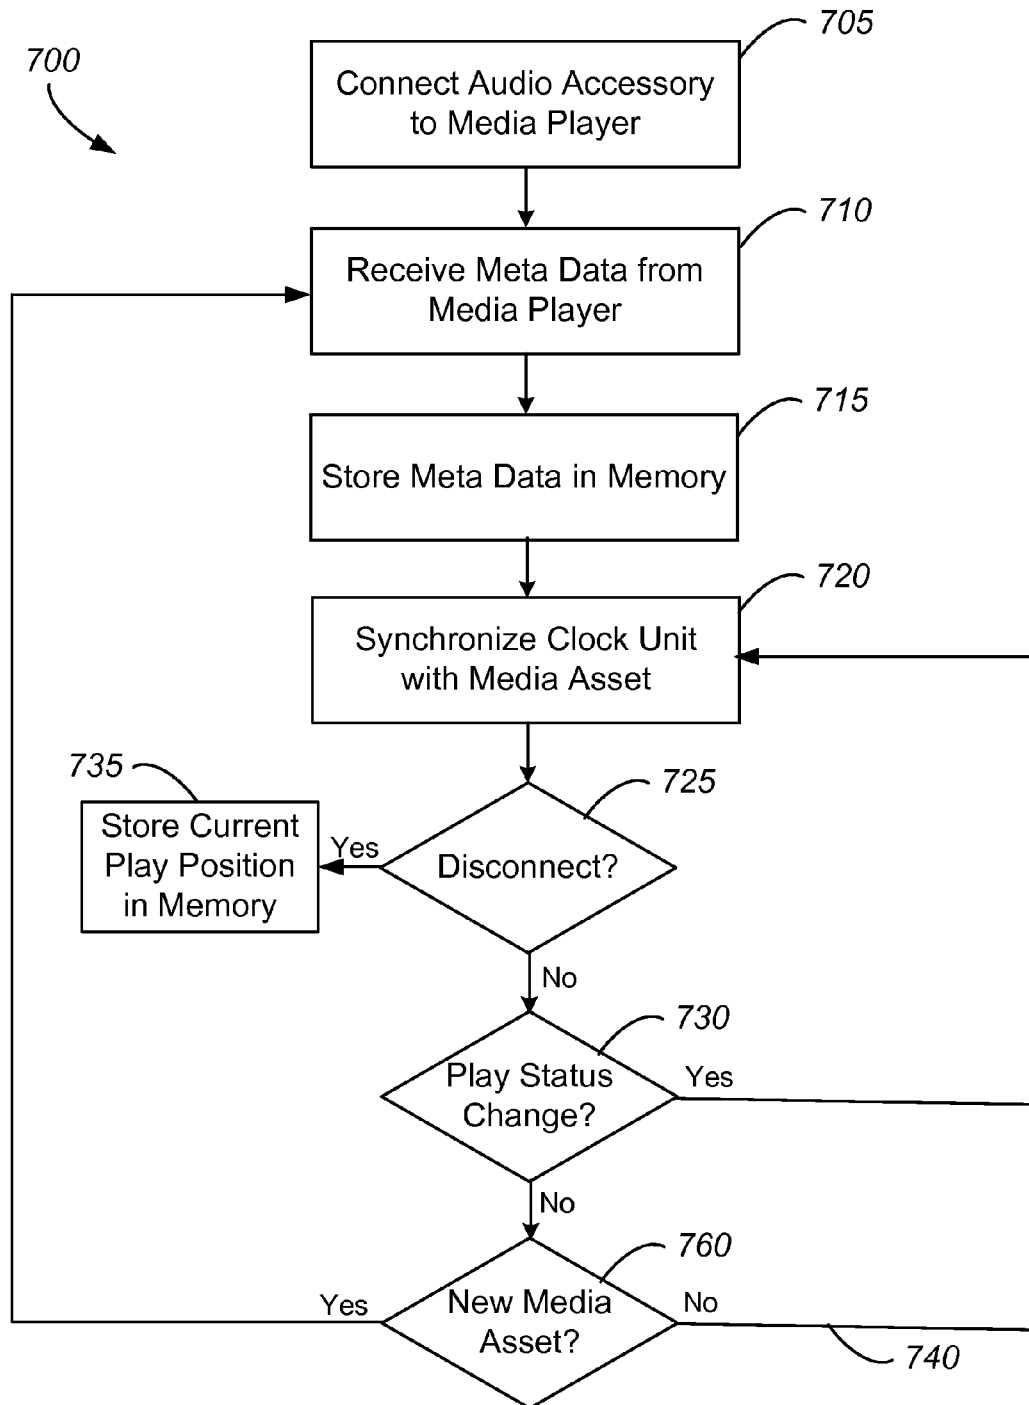 705
700
Connect Audio Accessory
to Media Player
710
Receive Meta Data from
Media Player
715
Store Meta Data in Memory
720
Synchronize Clock Unit
with Media Asset
735
725
Store Current
Play Position
in Memory
Yes
Disconnect?
No
730
Play Status
Change?
Yes
No
760
Yes
New Media
Asset?
No
740